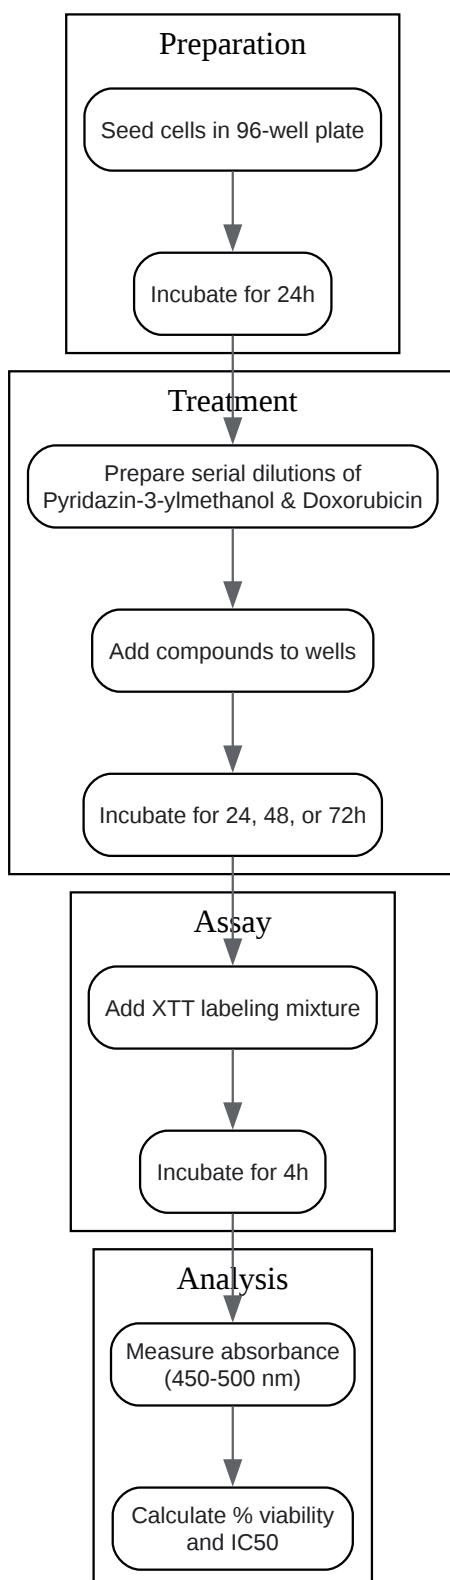 Preparation
Seed cells in 96-well plate
Incubate for 24h
Treatment
Prepare serial dilutions of
Pyridazin-3-ylmethanol & Doxorubicin
Add compounds to wells
Incubate for 24, 48, or 72h
Assay
Add XTT labeling mixture
Incubate for 4h
Analysis
Measure absorbance
(450-500 nm)
Calculate % viability
and IC50